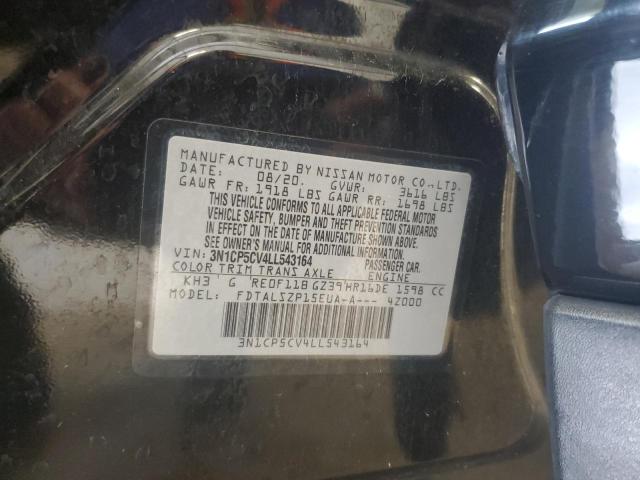 MANUFACTURED BY NISSAN MOTOR CO., LTD.
DATE: 08/20. GVWR: 3616 LBS
GAWR FR: 1918 LBS GAWR RR: 1698 LBS
THIS VEHICLE CONFORMS TO ALL APPLICABLE FEDERAL MOTOR
VEHICLE SAFETY, BUMPER AND THEFT PREVENTION STANDARDS
IN EFFECT ON THE DATE OF MANUFACTURE SHOWN ABOVE.
SEE OWNER'S MANUAL FOR ADDITIONAL INFORMATION.
VIN: 3N1CP5CV4LL543164 PASSENGER CAR
COLOR TRIM TRANS AXLE ENGINE
KH3 G RE0F11B GZ39 HR16DE 1598 CC
MODEL: FDTALSZP15EUA-A--- 4Z000
3N1CP5CV4LL543164